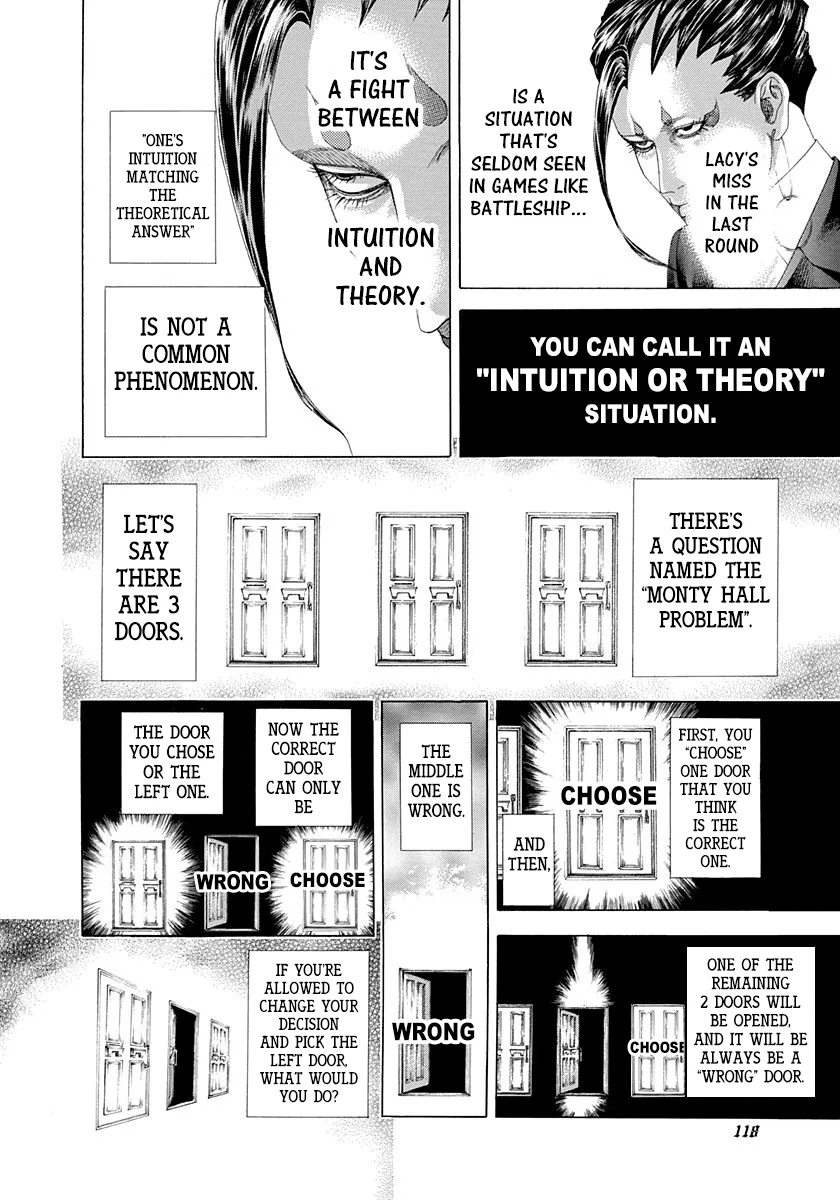 LACY'S
MISS
IN THE
LAST
ROUND
IS A
SITUATION
THAT'S
SELDOM SEEN
IN GAMES LIKE
BATTLESHIP...
YOU CAN CALL IT AN
"INTUITION OR THEORY"
SITUATION.
IT'S
A FIGHT
BETWEEN
INTUITION
AND
THEORY.
"ONE'S
INTUITION
MATCHING
THE
THEORETICAL
ANSWER"
IS NOT A
COMMON
PHENOMENON.
THERE'S
A QUESTION
NAMED THE
"MONTY HALL
PROBLEM".
LET'S
SAY
THERE
ARE 3
DOORS.
FIRST, YOU
"CHOOSE"
ONE DOOR
THAT YOU
THINK
IS THE
CORRECT
ONE.
CHOOSE
AND
THEN,
ONE OF THE
REMAINING
2 DOORS WILL
BE OPENED,
AND IT WILL BE
ALWAYS BE A
"WRONG" DOOR.
CHOOSE
THE
MIDDLE
ONE IS
WRONG.
WRONG
NOW THE
CORRECT
DOOR
CAN ONLY
BE
THE DOOR
YOU CHOSE
OR THE
LEFT ONE.
WRONG
CHOOSE
IF YOU'RE
ALLOWED TO
CHANGE YOUR
DECISION
AND PICK THE
LEFT DOOR,
WHAT WOULD
YOU DO?
118